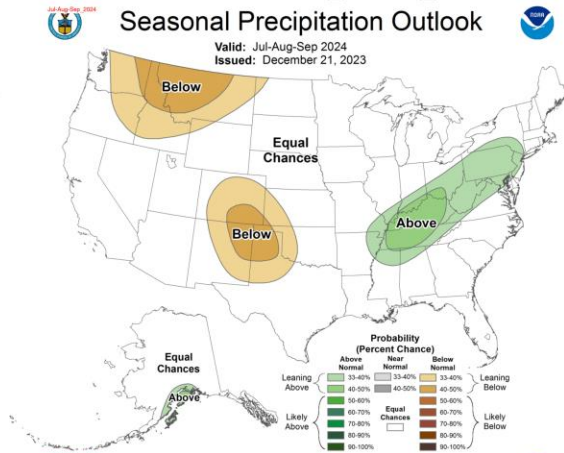 Jul-Aug-Sep 2024
Seasonal Precipitation Outlook
NOAA
Valid: Jul-Aug-Sep 2024
Issued: December 21, 2023
Below
Equal
Chances
Below
Above
Equal
Chances
Above
Probability
(Percent Chance)
Above
Normal
Near
Normal
Below
Normal
Leaning
Above
33-40%
33-40%
33-40%
Leaning
Below
40-50%
40-50%
40-50%
Likely
Above
50-60%
Equal
Chances
50-60%
Likely
Below
60-70%
60-70%
70-80%
70-80%
80-90%
80-90%
90-100%
90-100%